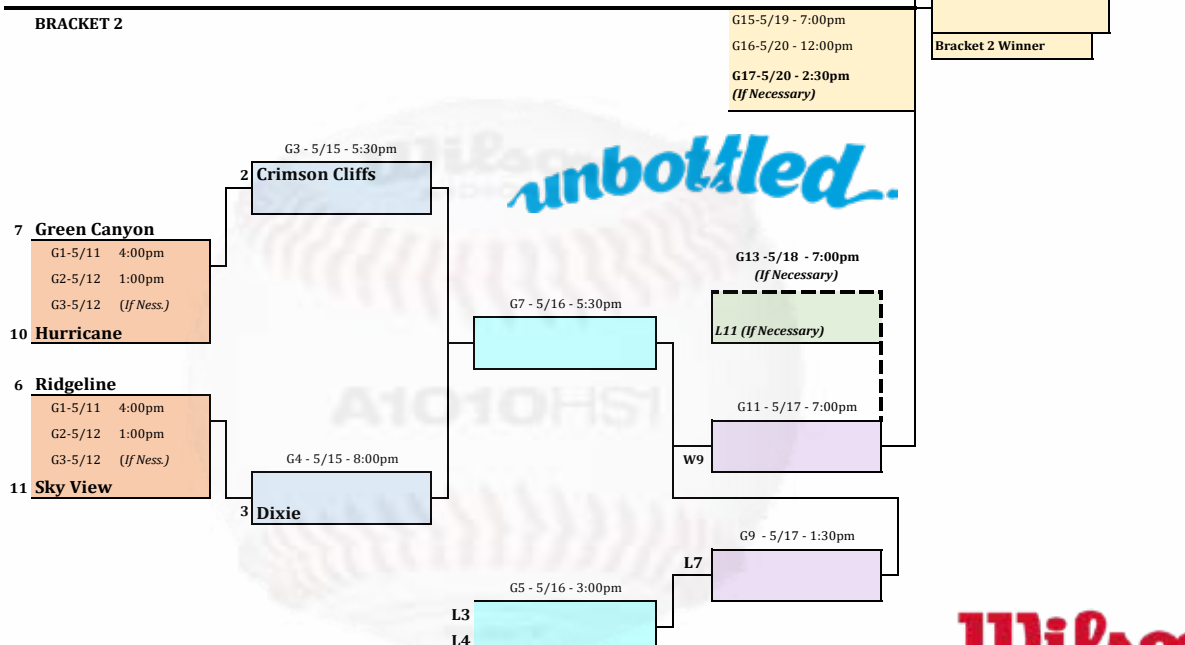 BRACKET 2
G15-5/19 - 7:00pm
G16-5/20 - 12:00pm
G17-5/20 - 2:30pm
(If Necessary)
Bracket 2 Winner
G3 - 5/15 - 5:30pm
2 Crimson Cliffs
unbottled
7 Green Canyon
G1-5/11 4:00pm
G2-5/12 1:00pm
G3-5/12 (If Ness.)
10 Hurricane
G13 -5/18 - 7:00pm
(If Necessary)
L11 (If Necessary)
G7 - 5/16 - 5:30pm
6 Ridgeline
G1-5/11 4:00pm
G2-5/12 1:00pm
G3-5/12 (If Ness.)
11 Sky View
A1010HS1
G11 - 5/17 - 7:00pm
W9
G4 - 5/15 - 8:00pm
3 Dixie
G9 - 5/17 - 1:30pm
L7
G5 - 5/16 - 3:00pm
L3
L4